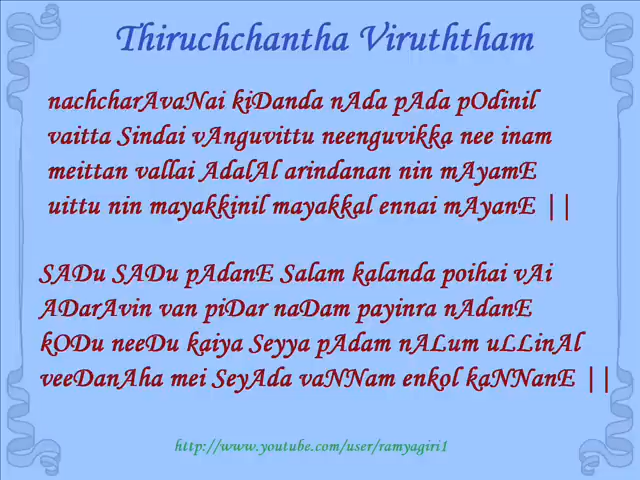 Thiruchchantha Viruththam
nachcharAvaNai kiDanda nAda pAda pOdinil
vaitta Sindai vAnguvittu neenguvikka nee inam
meittan vallai AdalAl arindanan nin mAyamE
uittu nin mayakkinil mayakkal ennai mAyanE ||
SADu SADu pAdanE Salam kalanda poihai vAi
ADarAvin van piDar naDam payinra nAdanE
kODu neeDu kaiya Seyya pAdam nALum uLLinAl
veeDanAha mei SeyAda vaNNam enkol kaNNanE ||
http://www.youtube.com/user/ramyagiri1